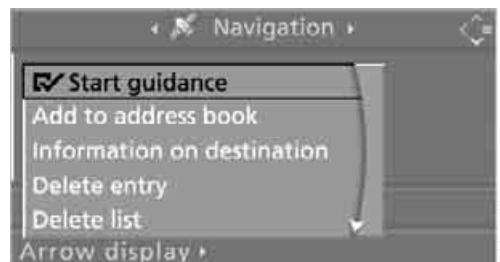 Navigation
Start guidance
Add to address book
Information on destination
Delete entry
Delete list
Arrow display